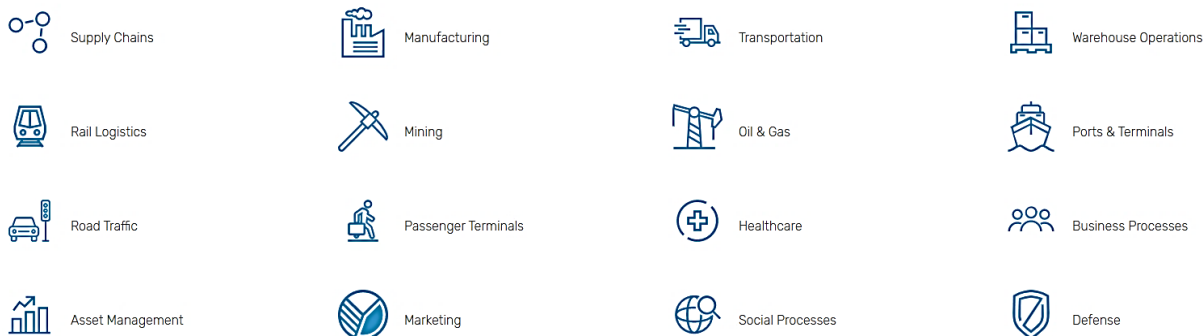 Supply Chains
Manufacturing
Transportation
Warehouse Operations
Rail Logistics
Mining
Oil & Gas
Ports & Terminals
Road Traffic
Passenger Terminals
Healthcare
Business Processes
Asset Management
Marketing
Social Processes
Defense